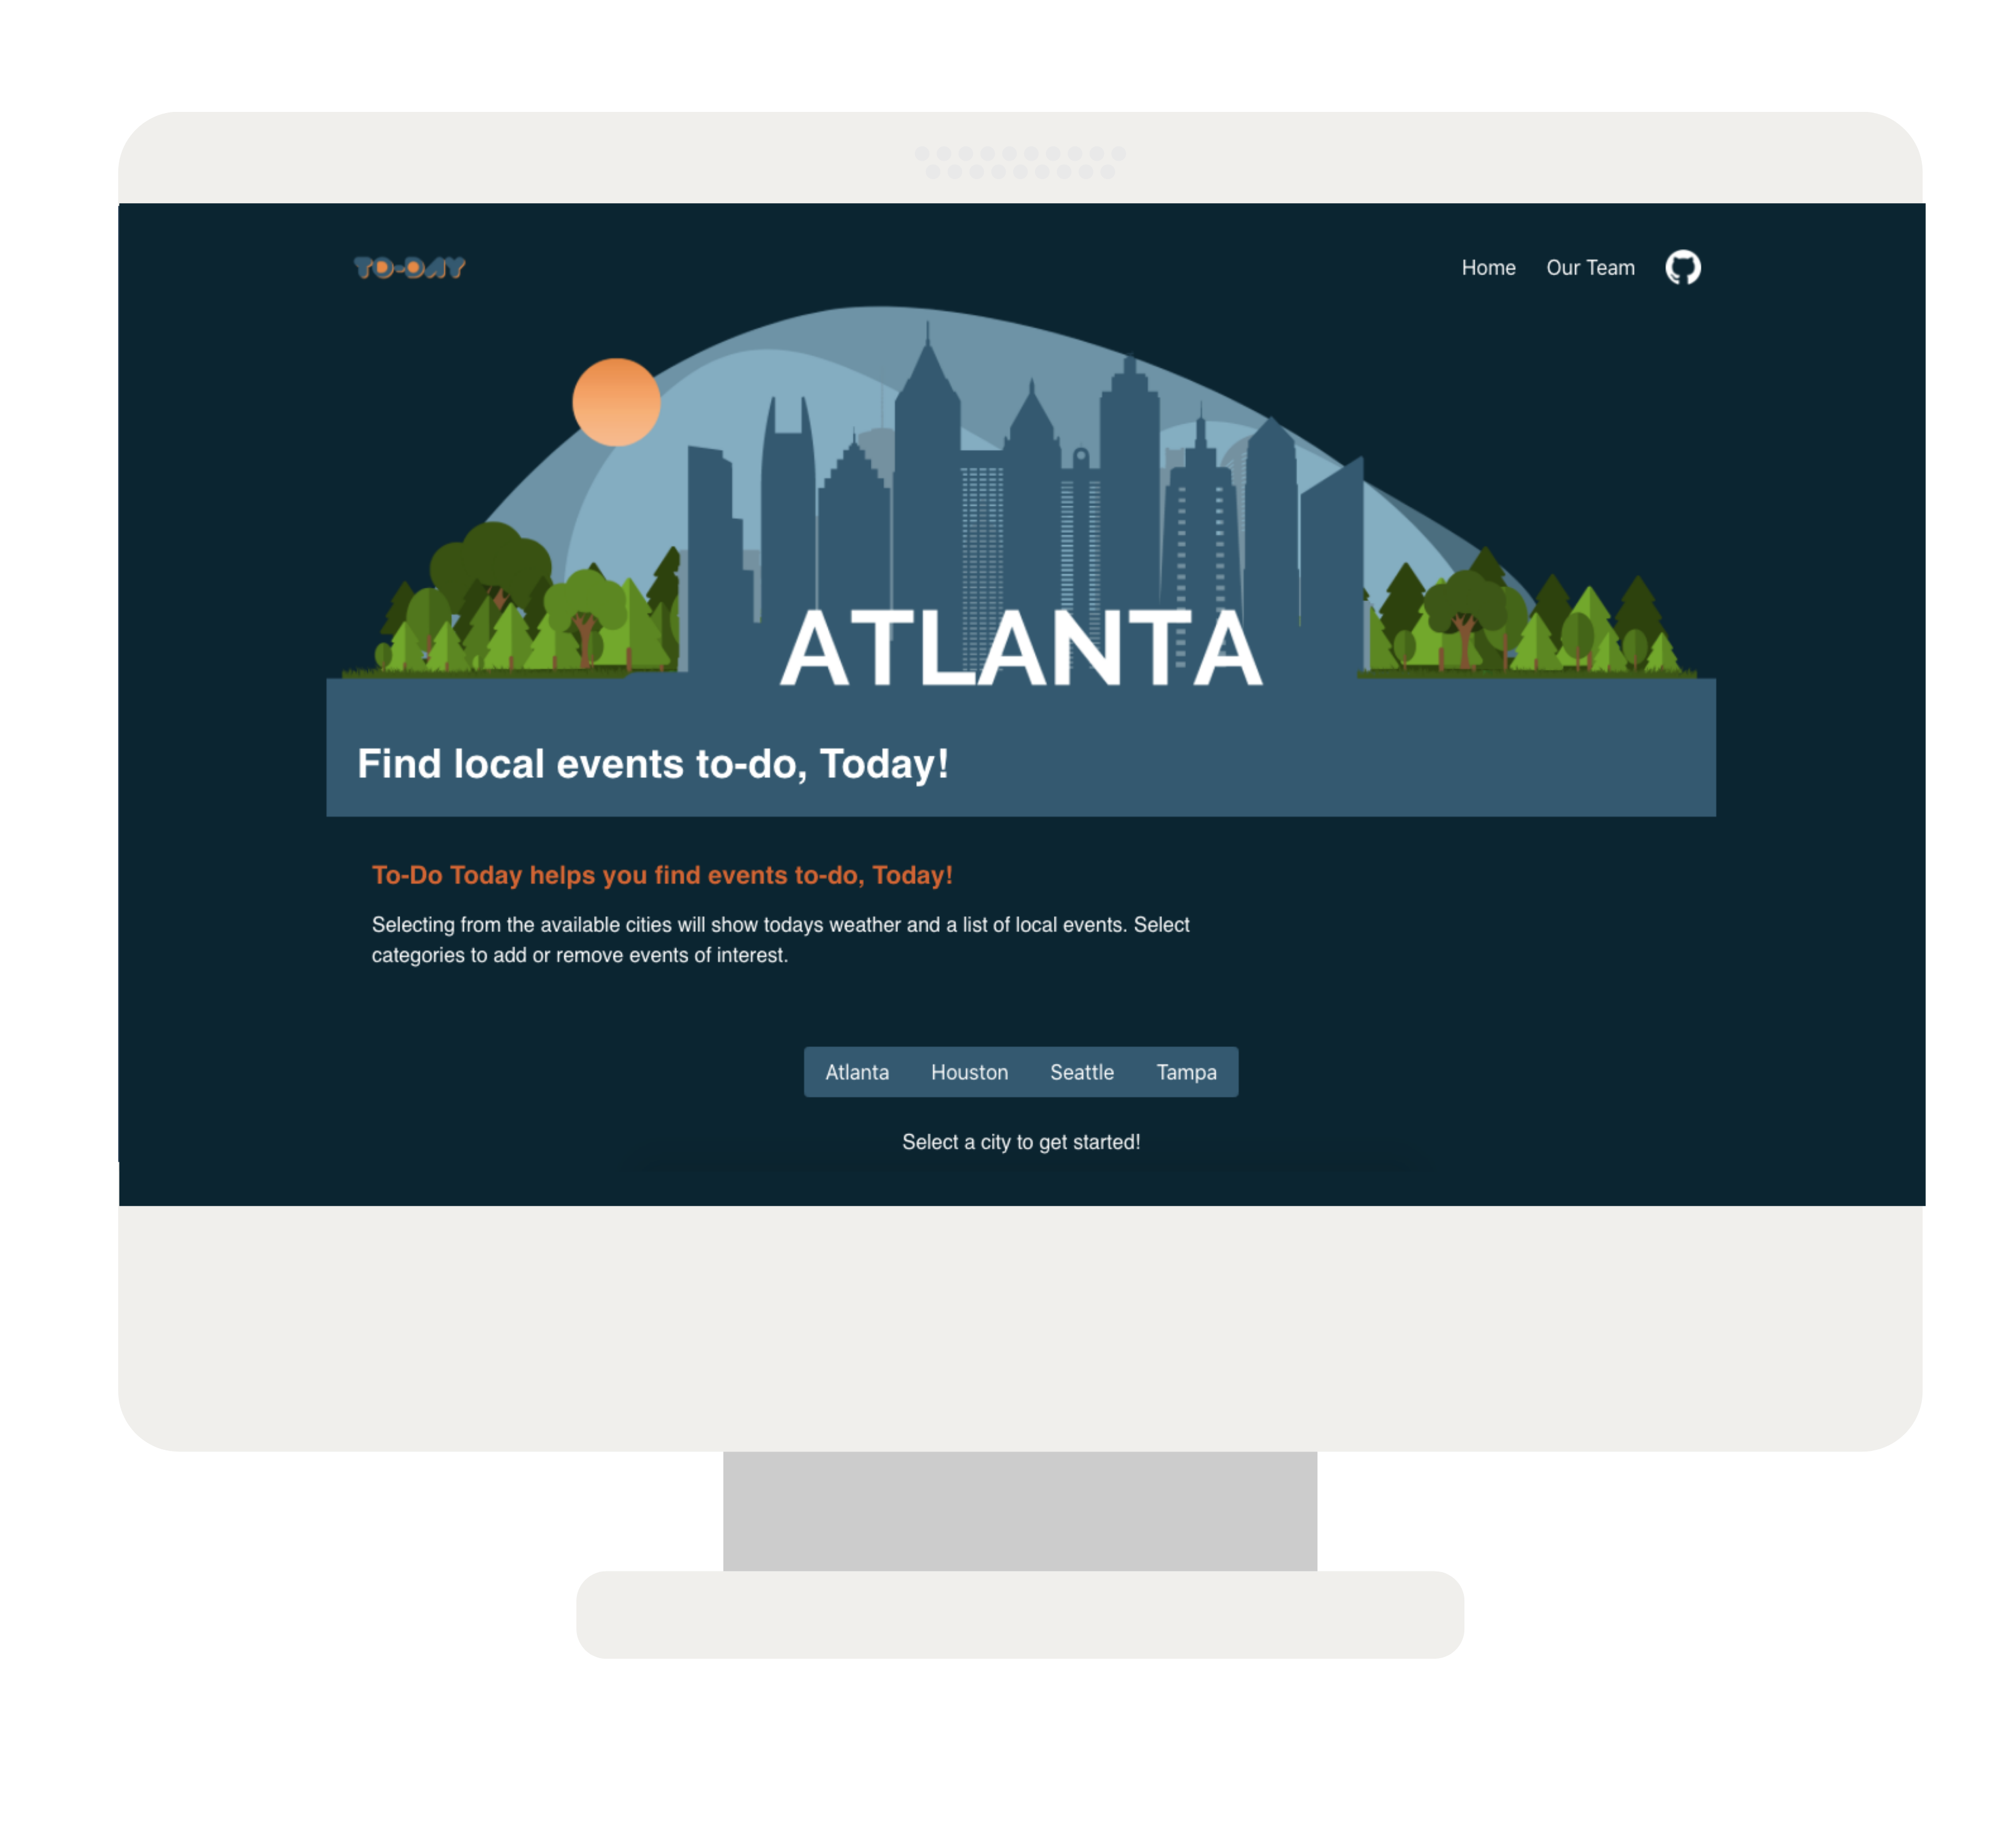 TO-DAY
Home Our Team
ATLANTA
Find local events to-do, Today!
To-Do Today helps you find events to-do, Today!
Selecting from the available cities will show todays weather and a list of local events. Select
categories to add or remove events of interest.
Atlanta Houston Seattle Tampa
Select a city to get started!